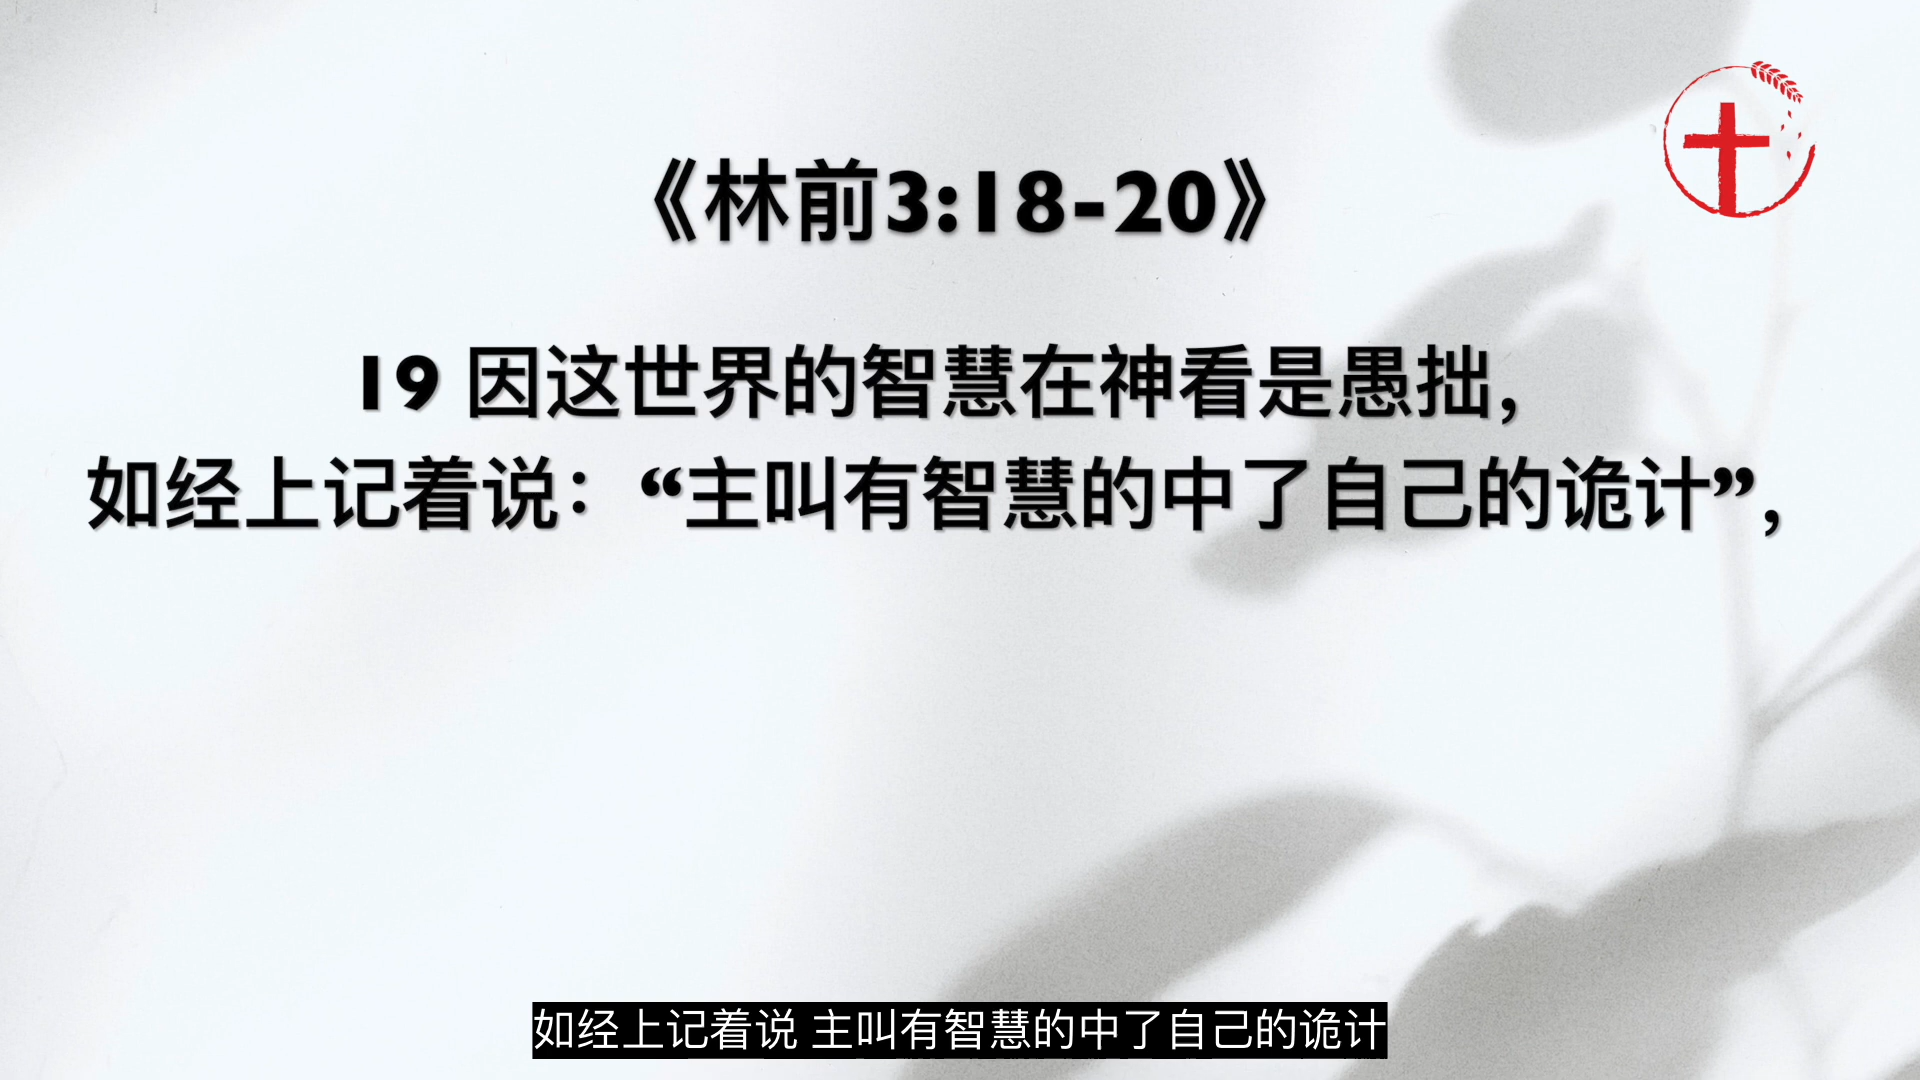 《林前3:18-20》
19 因这世界的智慧在神看是愚拙，
如经上记着说：“主叫有智慧的中了自己的诡计”，
如经上记着说 主叫有智慧的中了自己的诡计